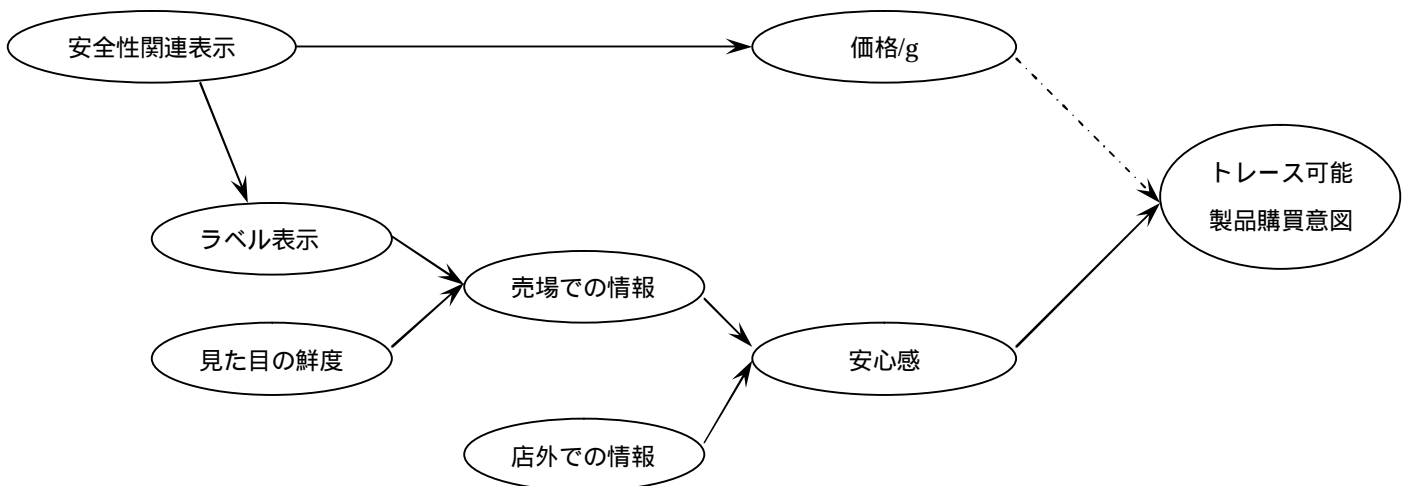 安全性関連表示
価格/g
トレース可能
製品購買意図
ラベル表示
売場での情報
見た目の鮮度
安心感
店外での情報